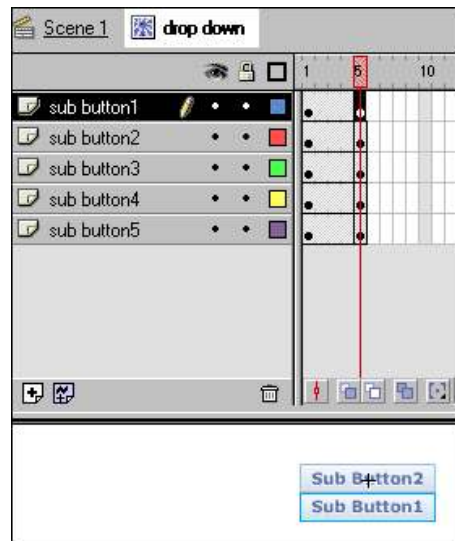 Scene 1 drop down
1 5 10
sub button1
sub button2
sub button3
sub button4
sub button5
Sub Button2
Sub Button1